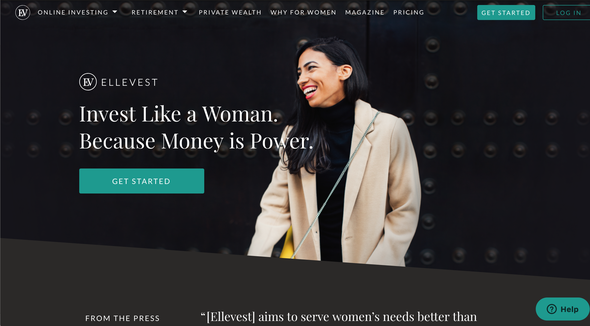 EV ONLINE INVESTING RETIREMENT PRIVATE WEALTH WHY FOR WOMEN MAGAZINE PRICING GET STARTED LOG IN
EV ELLEVEST
Invest Like a Woman.
Because Money is Power.
GET STARTED
Help
FROM THE PRESS
“[Ellevest] aims to serve women’s needs better than